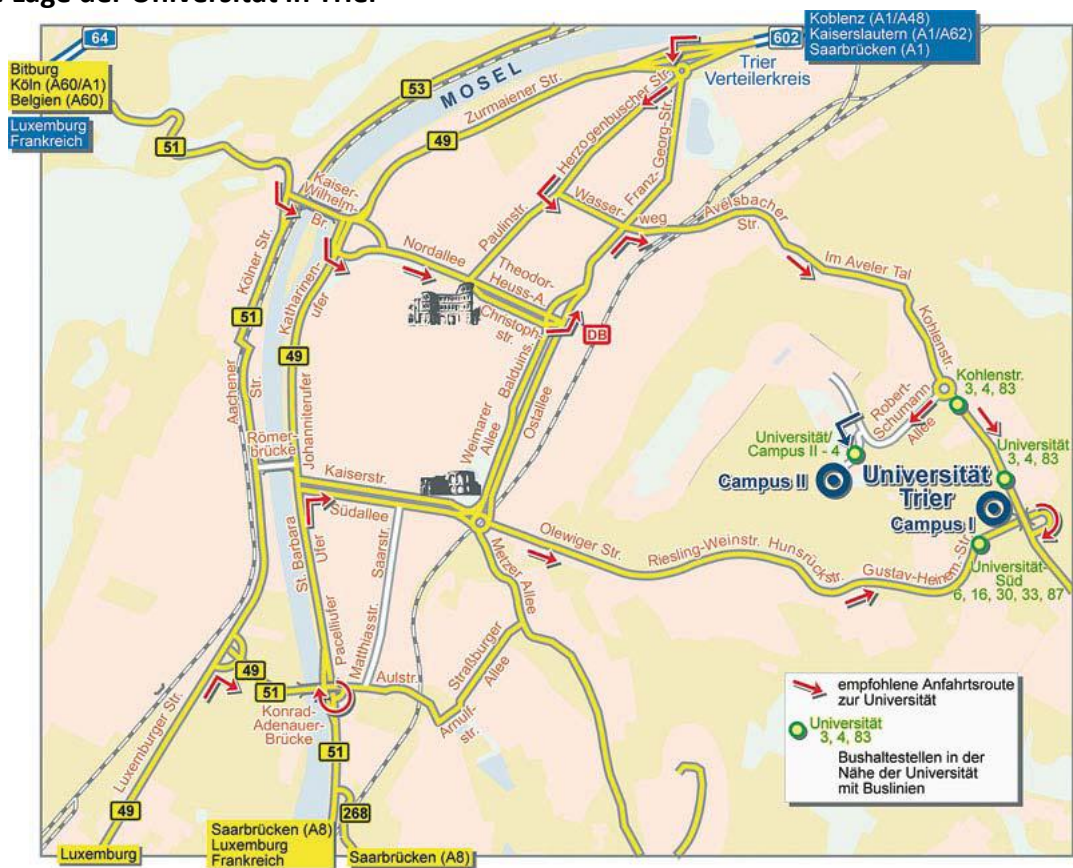 Lage der Universität in Trier
64
Bitburg
Köln (A60/A1)
Belgien (A60)
Luxemburg
Frankreich
51
53
MOSEL
Zurmaiener Str.
49
602
Koblenz (A1/A48)
Kaiserslautern (A1/A62)
Saarbrücken (A1)
Trier
Verteilerkreis
Herzogenbuscher Str.
Franz-Georg-Str.
Kaiser-
Wilhelm-
Br.
Paulinstr.
Wasser-
weg
Avelsbacher
Str.
Kölner Str.
Katharinen-
ufer
Nordallee
Theodor-
Heuss-A.
Christoph-
str.
DB
Im Aveler Tal
Kohlenstr.
51
49
Aachener
Str.
Johanniterufer
Römer-
brücke
Balduins.
Weimarer
Allee
Ostallee
Robert-
Schumann
Allee
Kohlenstr.
3, 4, 83
Universität/
Campus II - 4
Universität
3, 4, 83
Campus II
Universität
Trier
Campus I
Kaiserstr.
Südallee
St. Barbara
Ufer
Saarstr.
Matthiasstr.
Pacelliufer
Metzer Allee
Olewiger Str.
Riesling-Weinstr.
Hunsrückstr.
Gustav-Heinem.-Str.
Universität-
Süd
6, 16, 30, 33, 87
49
51
Konrad-
Adenauer-
Brücke
Aulstr.
Straßburger
Allee
Arnulf-
str.
Luxemburger Str.
51
49
268
Luxemburg
Saarbrücken (A8)
Luxemburg
Frankreich
Saarbrücken (A8)
empfohlene Anfahrtsroute
zur Universität
Universität
3, 4, 83
Bushaltestellen in der
Nähe der Universität
mit Buslinien